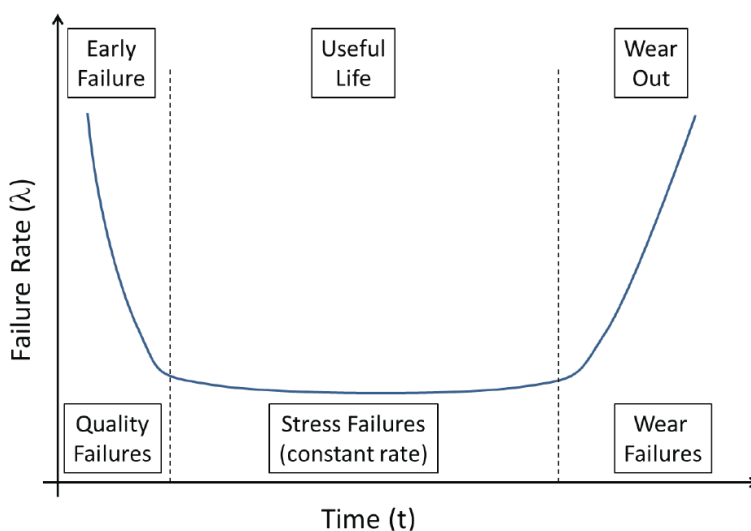 Early
Failure
Useful
Life
Wear
Out
Failure Rate (λ)
Quality
Failures
Stress Failures
(constant rate)
Wear
Failures
Time (t)